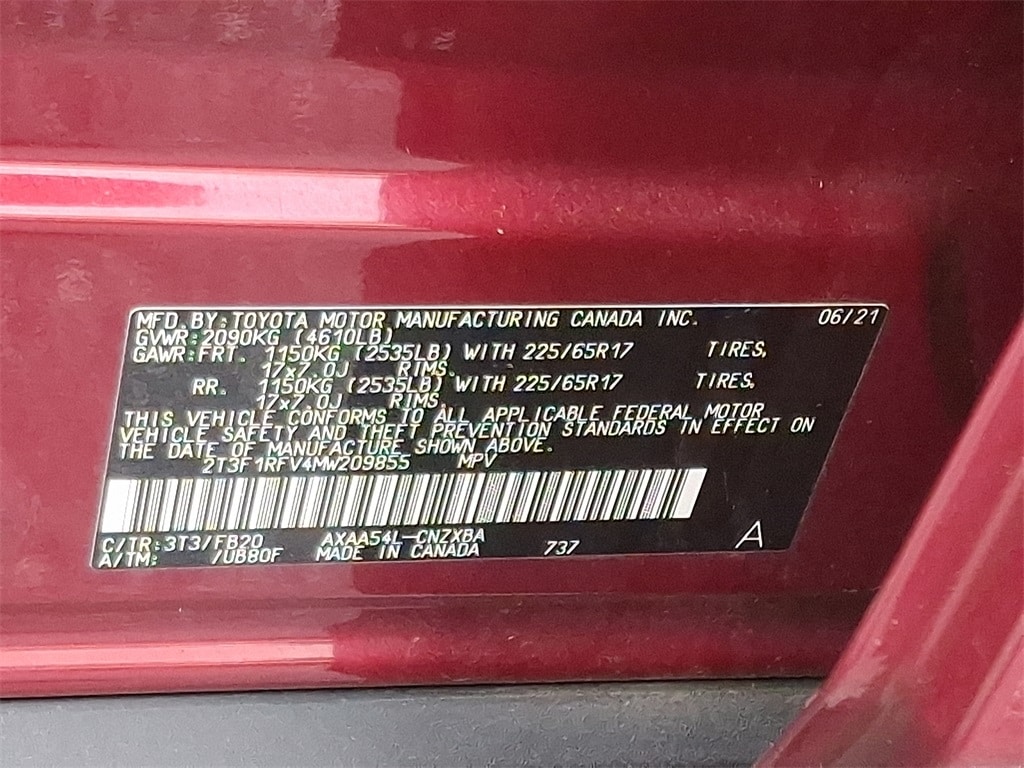 MFD.BY:TOYOTA MOTOR MANUFACTURING CANADA INC. 06/21
GVWR:2090KG (4610LB)
GAWR:FRT. 1150KG (2535LB) WITH 225/65R17 TIRES,
17x7.0J RIMS.
RR. 1150KG (2535LB) WITH 225/65R17 TIRES,
17x7.0J RIMS.
THIS VEHICLE CONFORMS TO ALL APPLICABLE FEDERAL MOTOR
VEHICLE SAFETY AND THEFT PREVENTION STANDARDS IN EFFECT ON
THE DATE OF MANUFACTURE SHOWN ABOVE.
2T3F1RFV4MW209855 MPV
C/TR:3T3/FB20 AXAA54L-CNZXBA
A/TM: /UB80F MADE IN CANADA 737 A